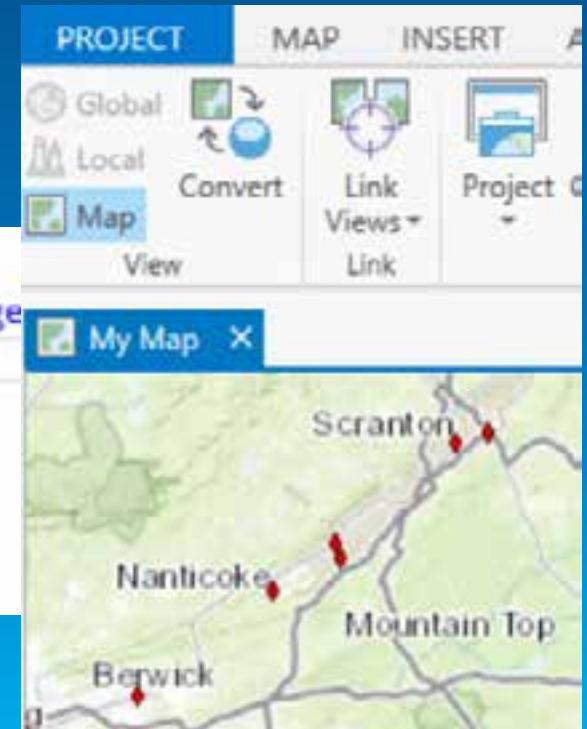 PROJECT MAP INSERT
Global
Local
Map
Convert
Link
Views
Project
View
Link
My Map
Scranton
Nanticoke
Mountain Top
Berwick